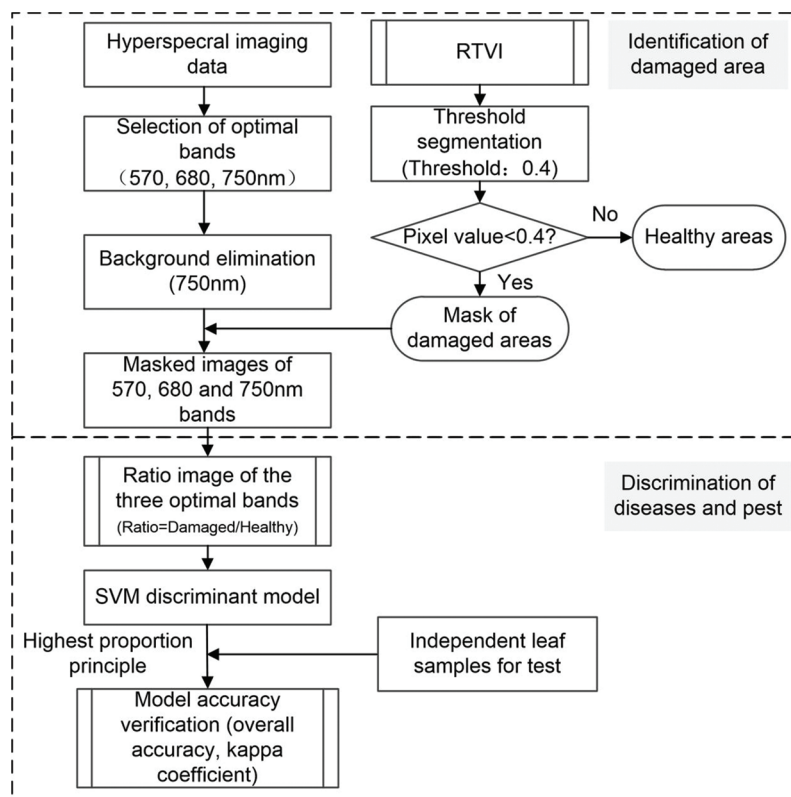 Hyperspecral imaging
data
RTVI
Identification of
damaged area
Selection of optimal
bands
（570, 680, 750nm）
Threshold
segmentation
(Threshold：0.4)
Pixel value<0.4?
No
Healthy areas
Background elimination
(750nm)
Yes
Mask of
damaged areas
Masked images of
570, 680 and 750nm
bands
Ratio image of the
three optimal bands
(Ratio=Damaged/Healthy)
Discrimination of
diseases and pest
SVM discriminant model
Highest proportion
principle
Independent leaf
samples for test
Model accuracy
verification (overall
accuracy, kappa
coefficient)